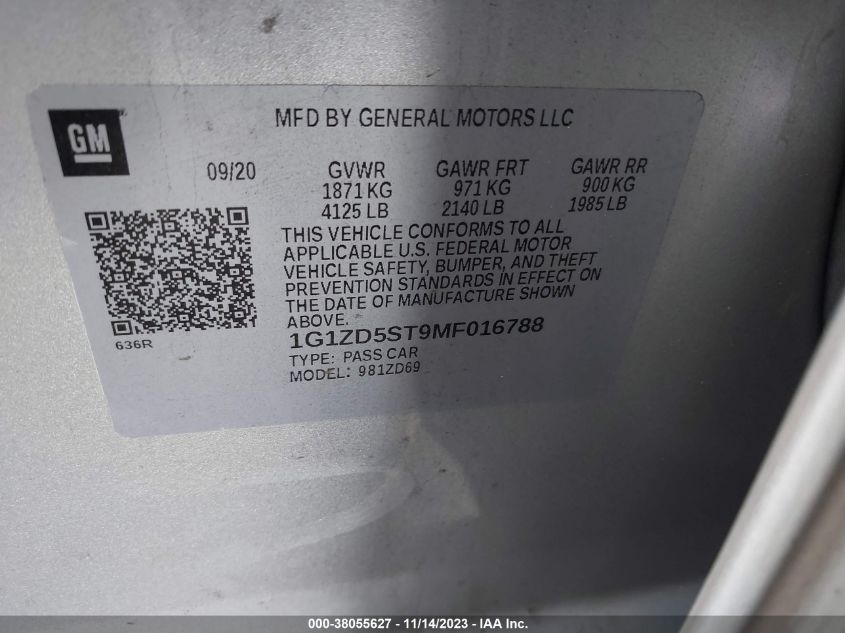 GM
MFD BY GENERAL MOTORS LLC
09/20 GVWR GAWR FRT GAWR RR
1871 KG 971 KG 900 KG
4125 LB 2140 LB 1985 LB
THIS VEHICLE CONFORMS TO ALL
APPLICABLE U.S. FEDERAL MOTOR
VEHICLE SAFETY, BUMPER, AND THEFT
PREVENTION STANDARDS IN EFFECT ON
THE DATE OF MANUFACTURE SHOWN
ABOVE.
636R
1G1ZD5ST9MF016788
TYPE: PASS CAR
MODEL: 981ZD69
000-38055627 - 11/14/2023 - IAA Inc.